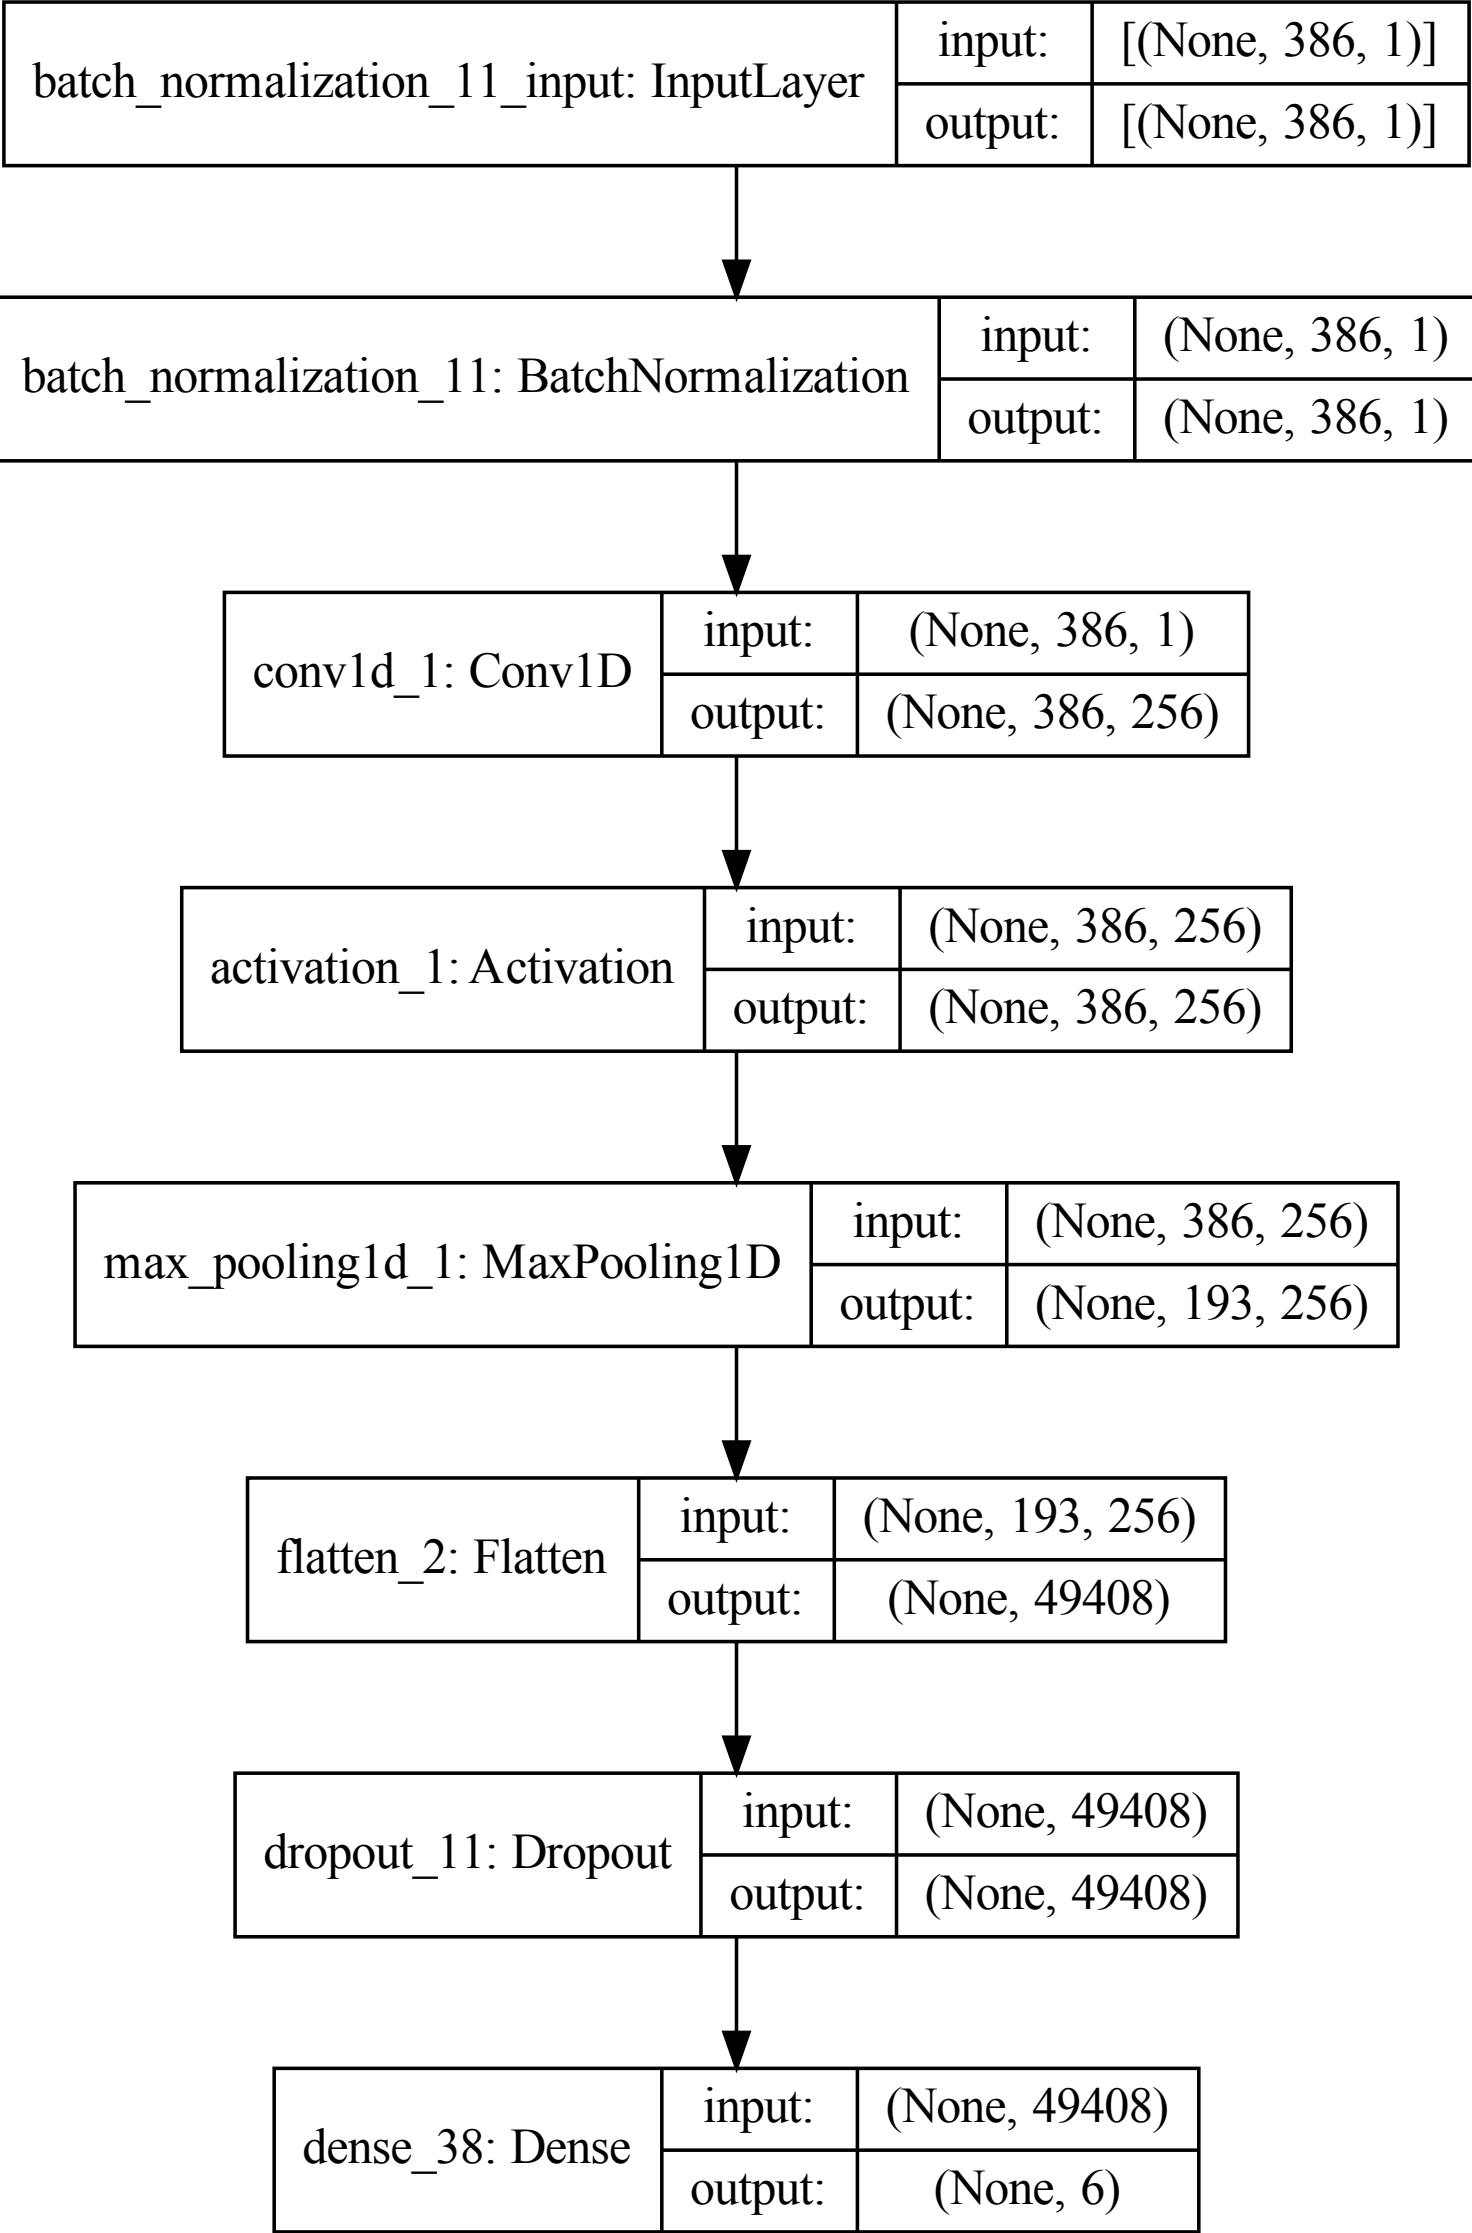 batch_normalization_11_input: InputLayer
input:
[(None, 386, 1)]
output:
[(None, 386, 1)]
batch_normalization_11: BatchNormalization
input:
(None, 386, 1)
output:
(None, 386, 1)
conv1d_1: Conv1D
input:
(None, 386, 1)
output:
(None, 386, 256)
activation_1: Activation
input:
(None, 386, 256)
output:
(None, 386, 256)
max_pooling1d_1: MaxPooling1D
input:
(None, 386, 256)
output:
(None, 193, 256)
flatten_2: Flatten
input:
(None, 193, 256)
output:
(None, 49408)
dropout_11: Dropout
input:
(None, 49408)
output:
(None, 49408)
dense_38: Dense
input:
(None, 49408)
output:
(None, 6)